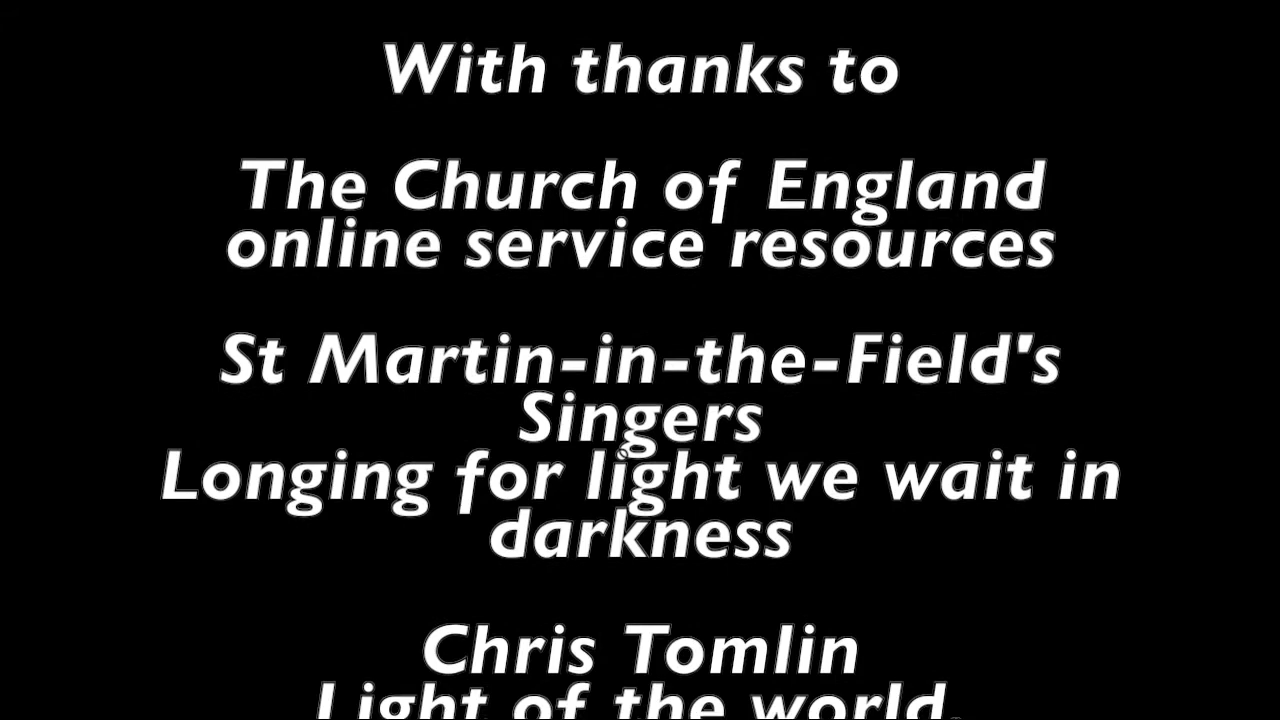 With thanks to
The Church of England
online service resources
St Martin-in-the-Field's
Singers
Longing for light we wait in
darkness
Chris Tomlin
Light of the world,